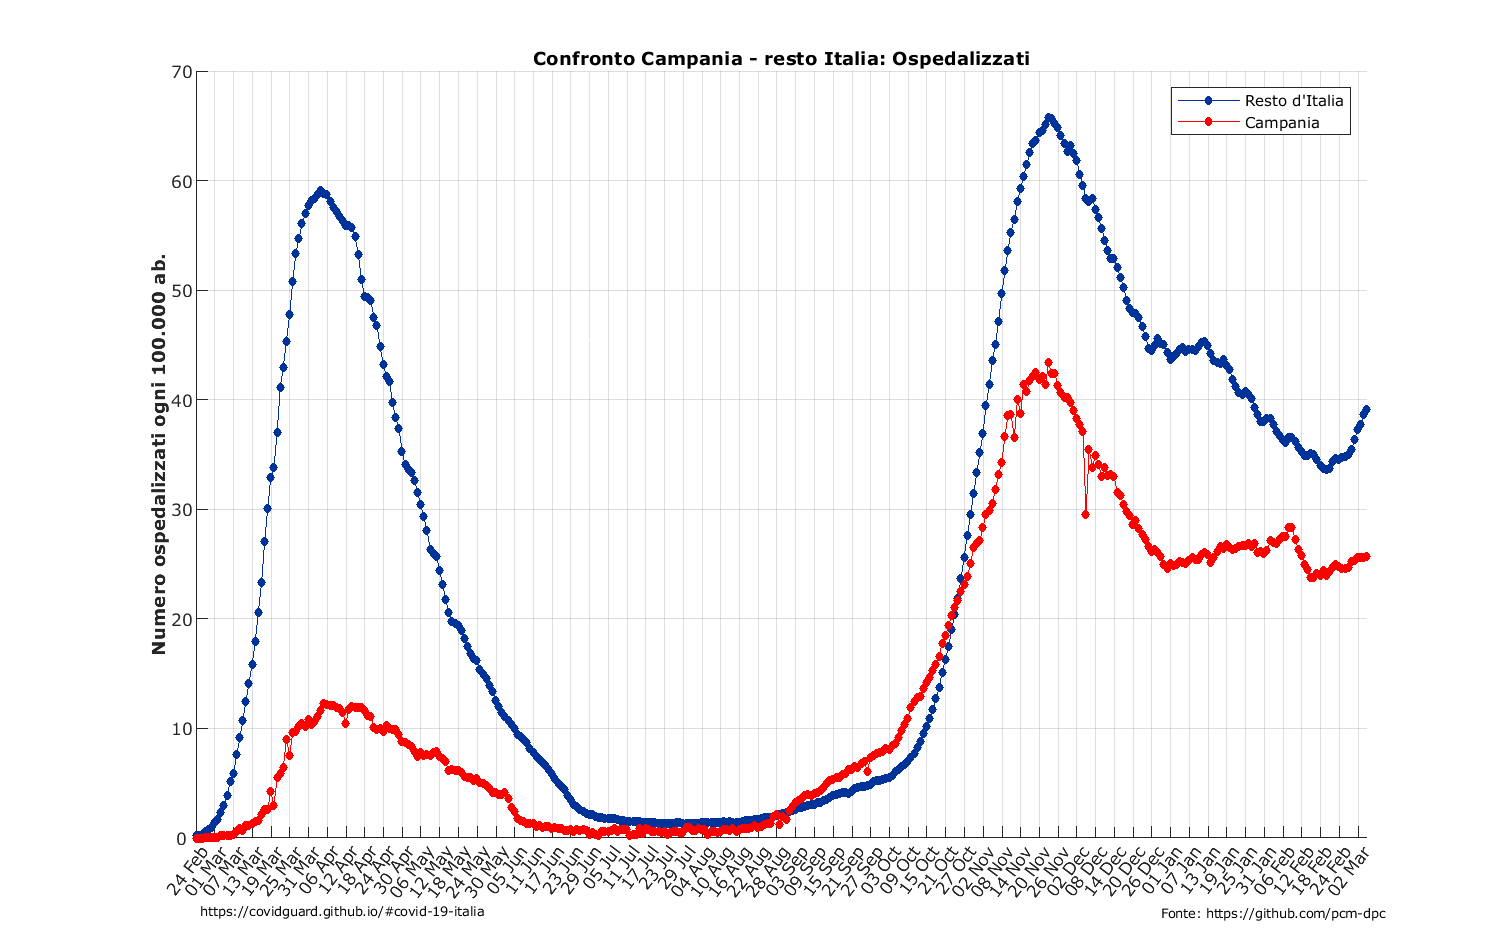 Confronto Campania - resto Italia: Ospedalizzati
Resto d'Italia
Campania
Numero ospedalizzati ogni 100.000 ab.
70
60
50
40
30
20
10
0
24 Feb
01 Mar
07 Mar
13 Mar
19 Mar
25 Mar
31 Mar
06 Apr
12 Apr
18 Apr
24 Apr
30 Apr
06 May
12 May
18 May
24 May
30 May
05 Jun
11 Jun
17 Jun
23 Jun
29 Jun
05 Jul
11 Jul
17 Jul
23 Jul
29 Jul
04 Aug
10 Aug
16 Aug
22 Aug
28 Aug
03 Sep
09 Sep
15 Sep
21 Sep
27 Sep
03 Oct
09 Oct
15 Oct
21 Oct
27 Oct
02 Nov
08 Nov
14 Nov
20 Nov
26 Nov
02 Dec
08 Dec
14 Dec
20 Dec
26 Dec
01 Jan
07 Jan
13 Jan
19 Jan
25 Jan
31 Jan
06 Feb
12 Feb
18 Feb
24 Feb
02 Mar
https://covidguard.github.io/#covid-19-italia
Fonte: https://github.com/pcm-dpc